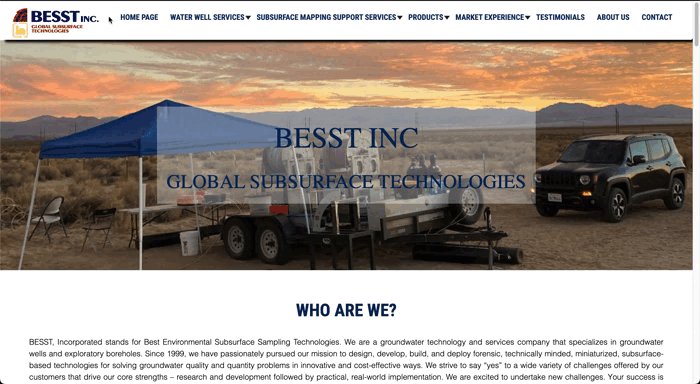 BESST INC.
GLOBAL SUBSURFACE
TECHNOLOGIES
HOME PAGE
WATER WELL SERVICES
SUBSURFACE MAPPING SUPPORT SERVICES
PRODUCTS
MARKET EXPERIENCE
TESTIMONIALS
ABOUT US
CONTACT
BESST INC
GLOBAL SUBSURFACE TECHNOLOGIES
WHO ARE WE?
BESST, Incorporated stands for Best Environmental Subsurface Sampling Technologies. We are a groundwater technology and services company that specializes in groundwater
wells and exploratory boreholes. Since 1999, we have passionately pursued our mission to design, develop, build, and deploy forensic, technically minded, miniaturized, subsurface-
based technologies for solving groundwater quality and quantity problems in innovative and cost-effective ways. We strive to say “yes” to a wide variety of challenges offered by our
customers that drive our core strengths – research and development followed by practical, real-world implementation. We are excited to undertake new challenges. Your success is